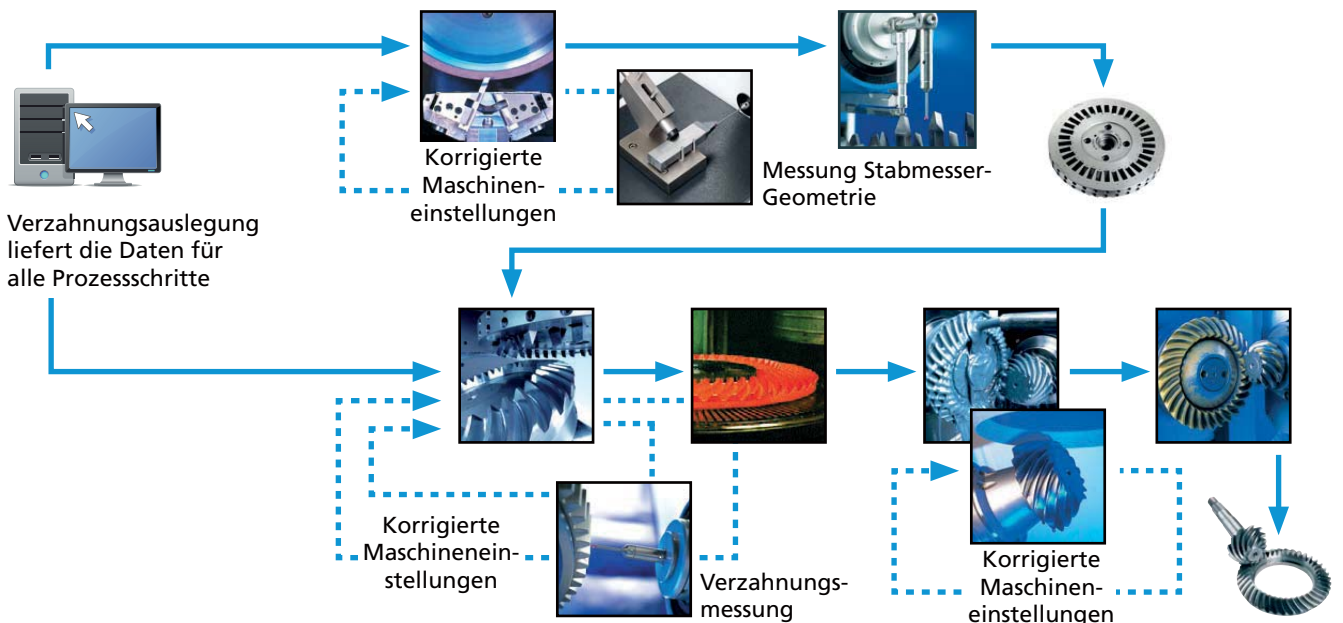 Korrigierte
Maschinen-
einstellungen
Messung Stabmesser-
Geometrie
Verzahnungsauslegung
liefert die Daten für
alle Prozessschritte
Korrigierte
Maschinenein-
stellungen
Verzahnungs-
messung
Korrigierte
Maschinen-
einstellungen